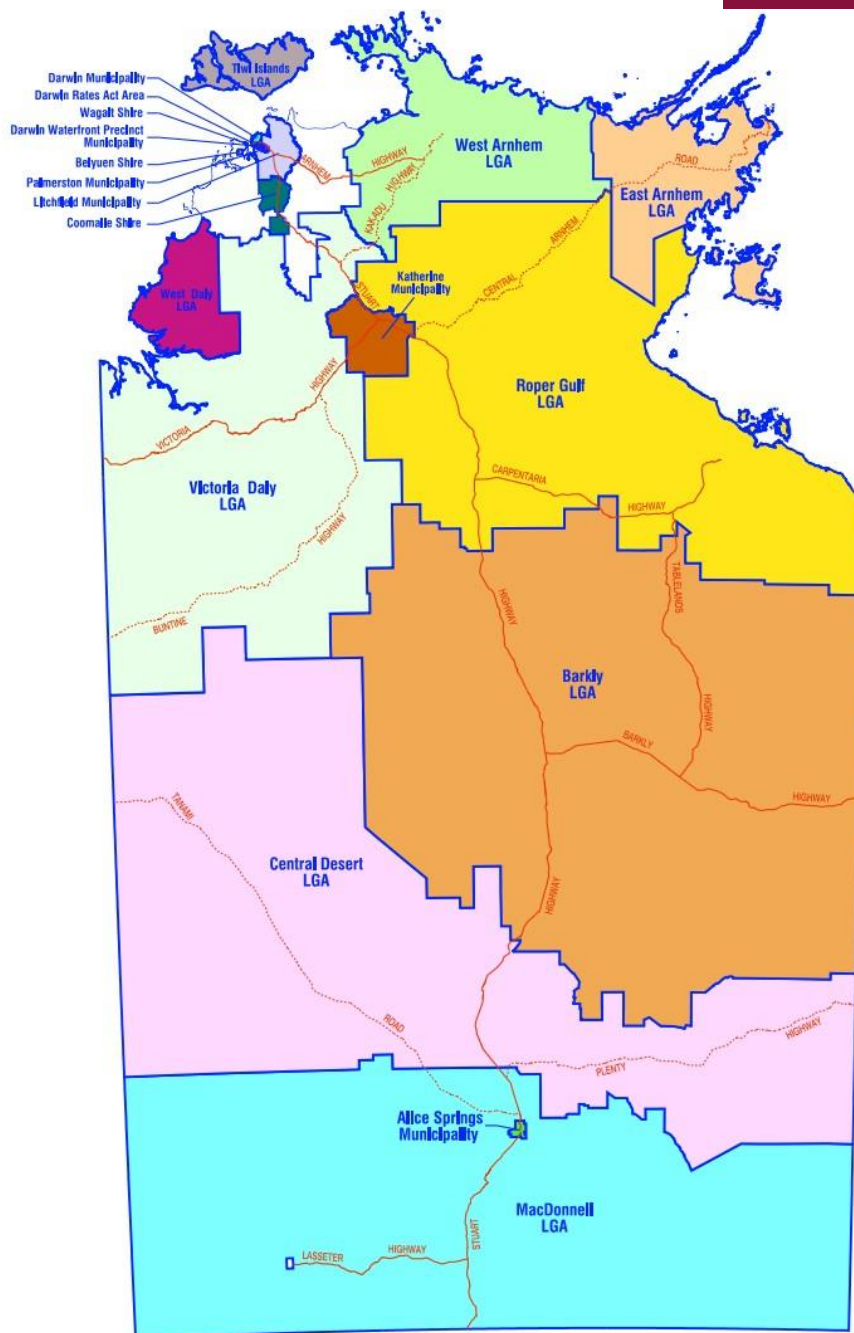 Tiwi Islands
LGA
Darwin Municipality
Darwin Rates Act Area
Wagait Shire
Darwin Waterfront Precinct
Municipality
Belyuen Shire
Palmerston Municipality
Litchfield Municipality
Coomalie Shire
ARNHEM
HIGHWAY
KAKADU
HIGHWAY
West Arnhem
LGA
ROAD
East Arnhem
LGA
ARNHEM
CENTRAL
STUART
Katherine
Municipality
West Daly
LGA
HIGHWAY
VICTORIA
Roper Gulf
LGA
CARPENTARIA
HIGHWAY
Victoria Daly
LGA
HIGHWAY
BUNTINE
HIGHWAY
TABLELANDS
HIGHWAY
Barkly
LGA
BARKLY
HIGHWAY
TANAMI
Central Desert
LGA
HIGHWAY
ROAD
PLENTY
HIGHWAY
Alice Springs
Municipality
MacDonnell
LGA
STUART
LASSETER
HIGHWAY